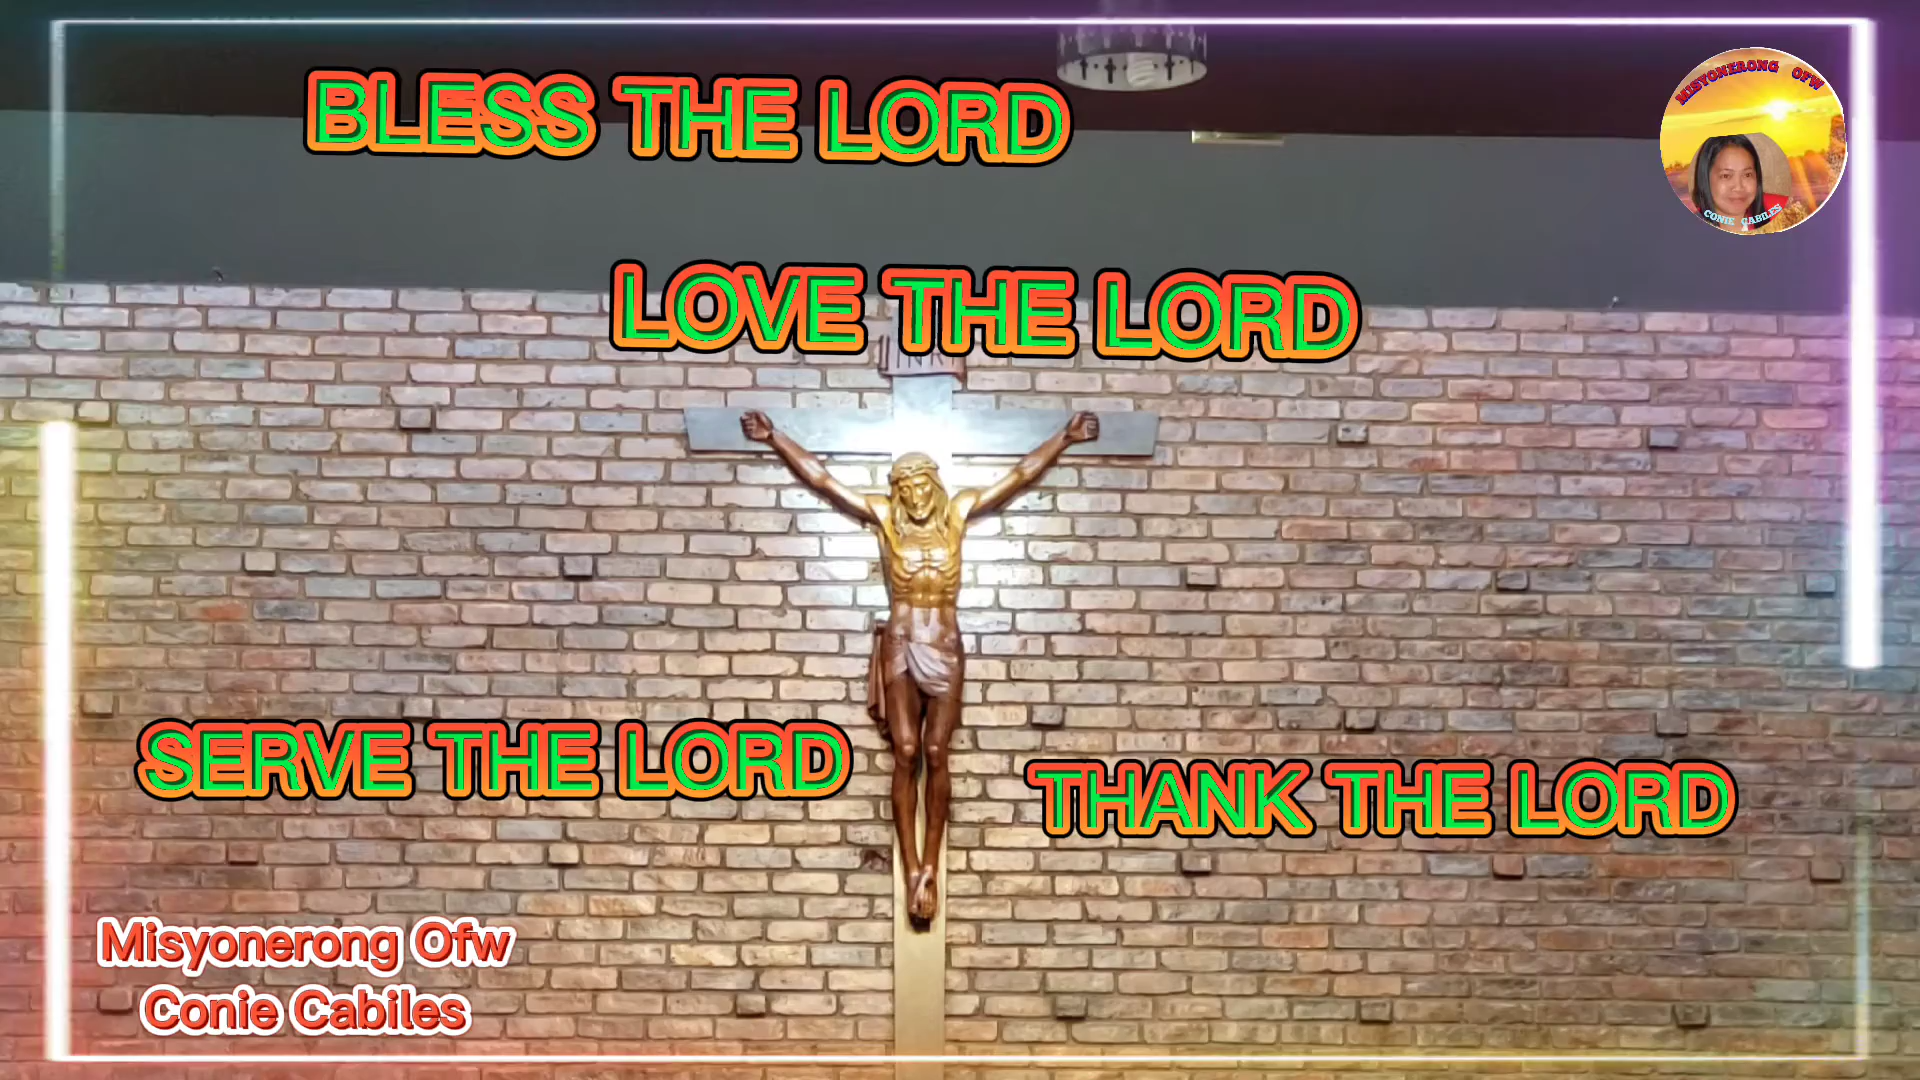 BLESS THE LORD
MISYONERONG OFW
CONIE CABILES
LOVE THE LORD
INRI
SERVE THE LORD
THANK THE LORD
Misyonerong Ofw
Conie Cabiles